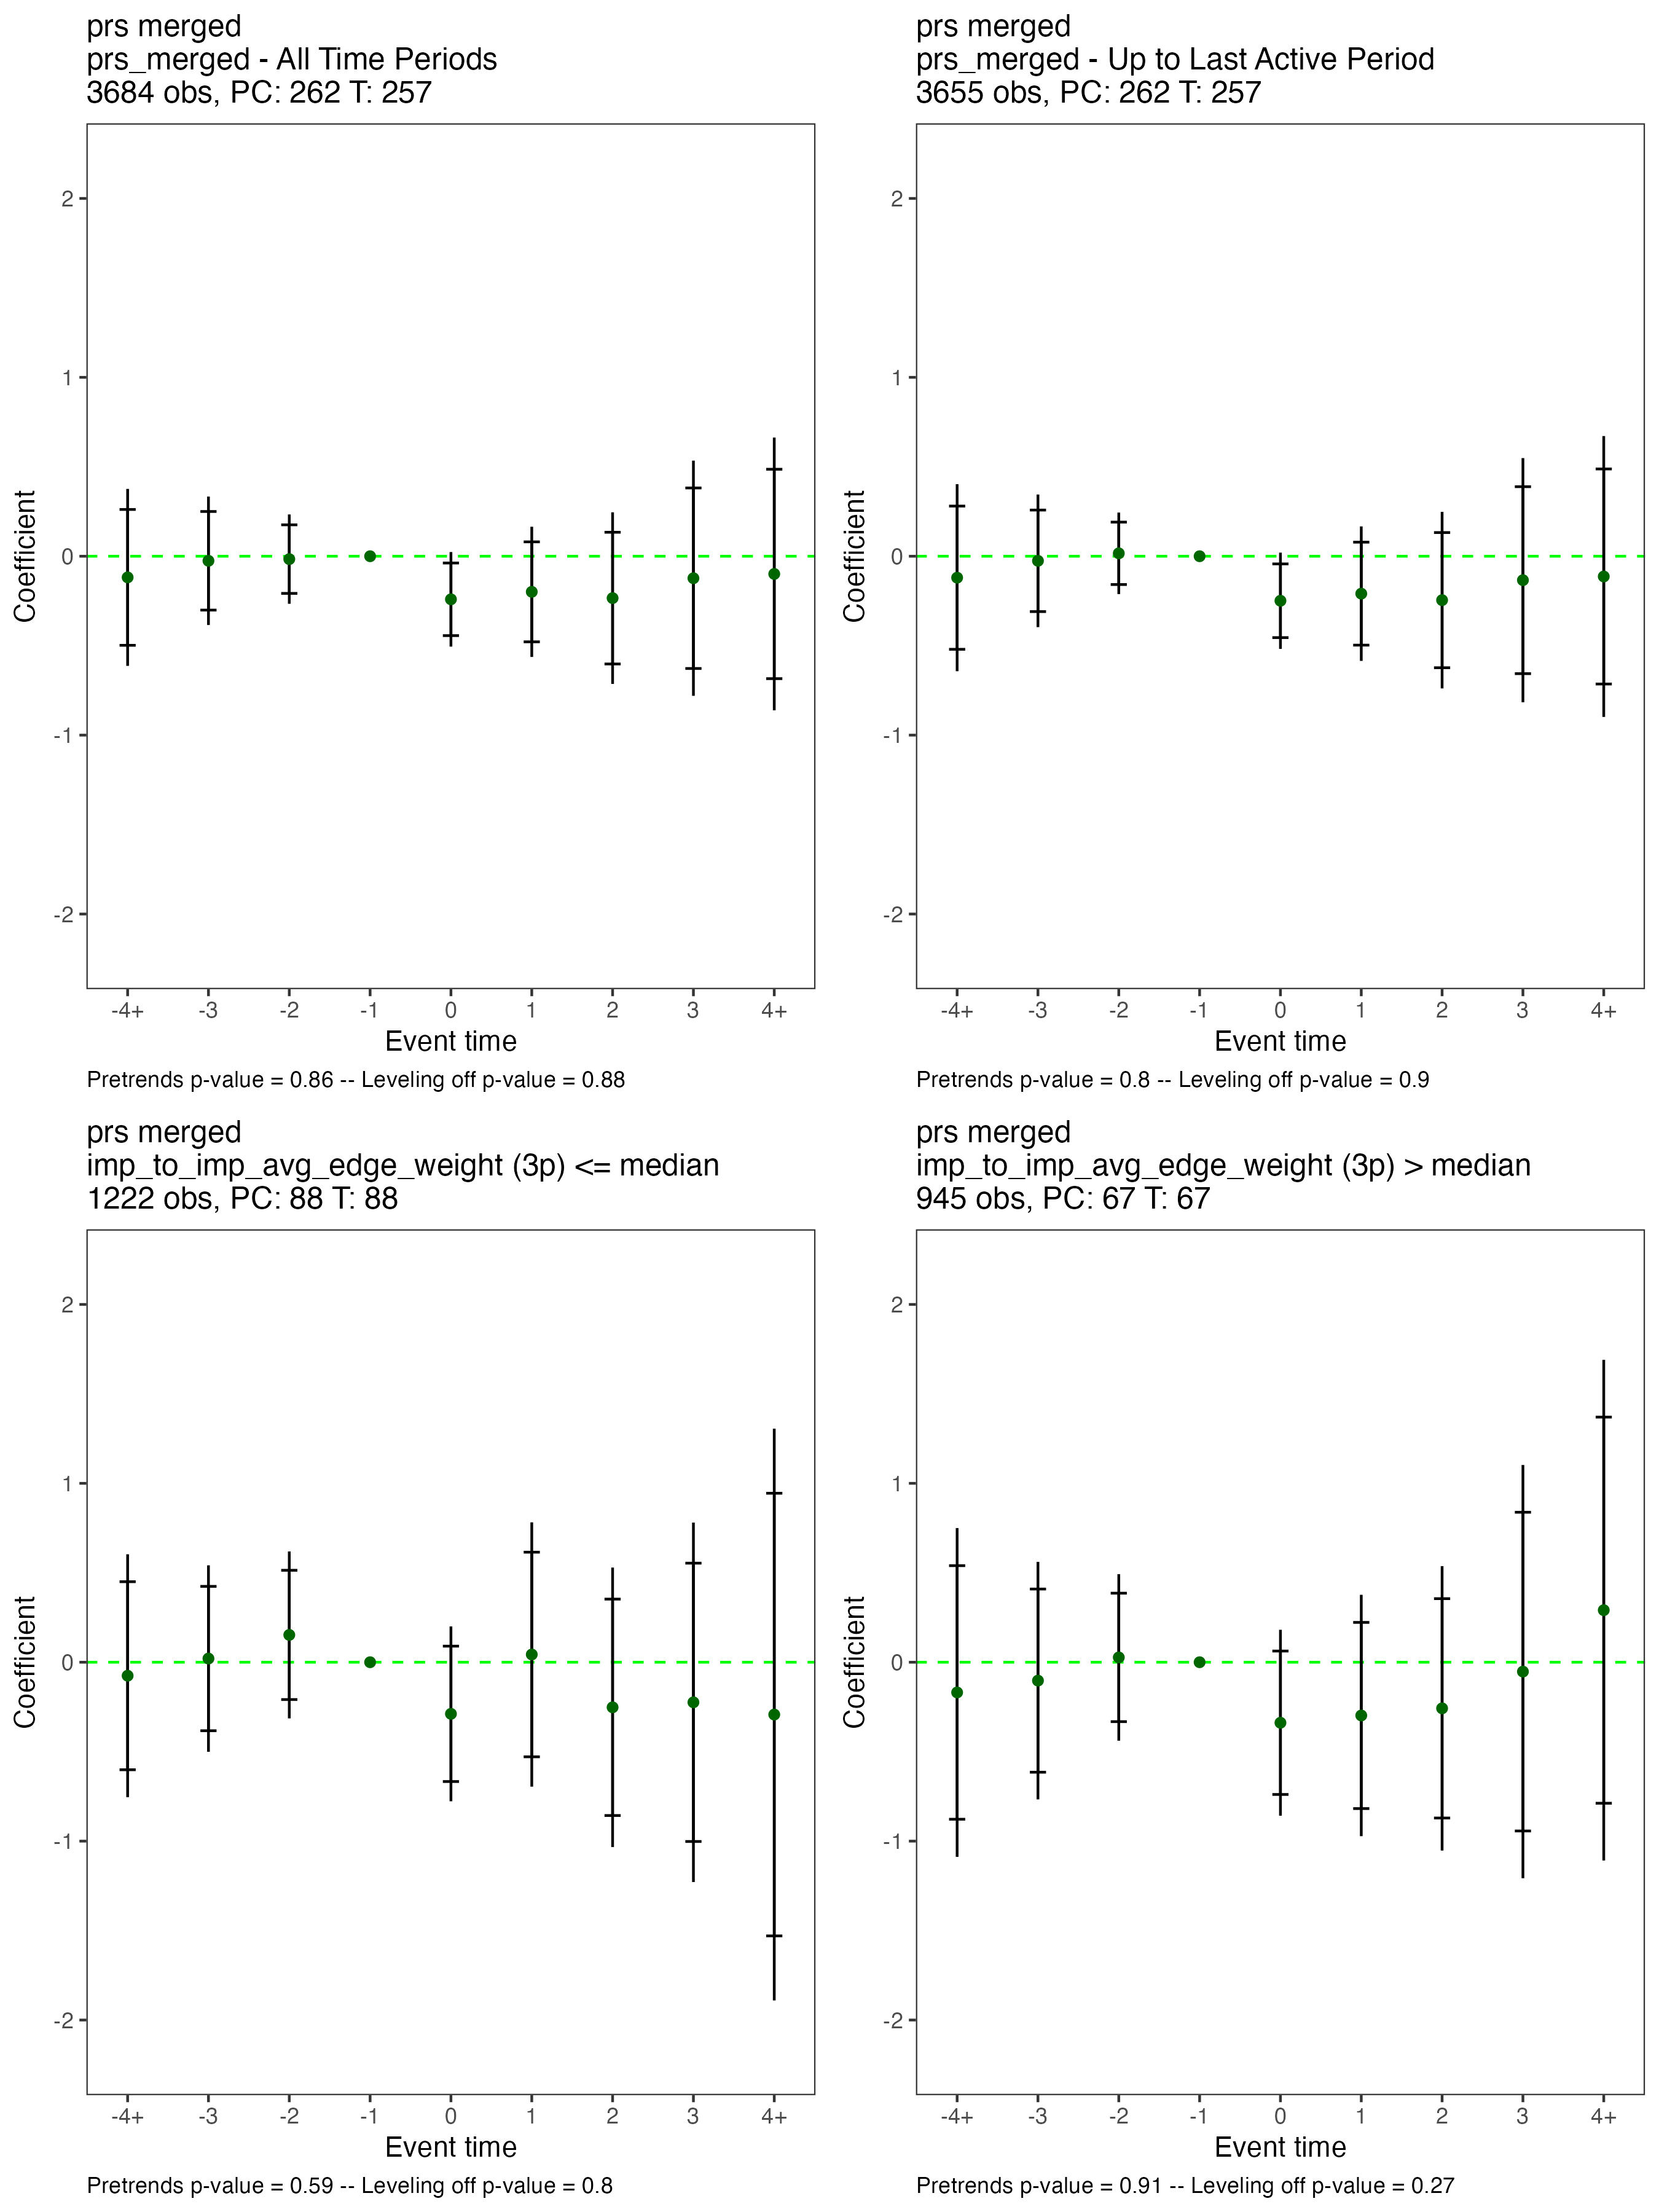 prs merged
prs_merged - All Time Periods
3684 obs, PC: 262 T: 257
2
1
0
-1
-2
Coefficient
-4+ -3 -2 -1 0 1 2 3 4+
Event time
Pretrends p-value = 0.86 -- Leveling off p-value = 0.88
prs merged
prs_merged - Up to Last Active Period
3655 obs, PC: 262 T: 257
2
1
0
-1
-2
Coefficient
-4+ -3 -2 -1 0 1 2 3 4+
Event time
Pretrends p-value = 0.8 -- Leveling off p-value = 0.9
prs merged
imp_to_imp_avg_edge_weight (3p) <= median
1222 obs, PC: 88 T: 88
2
1
0
-1
-2
Coefficient
-4+ -3 -2 -1 0 1 2 3 4+
Event time
Pretrends p-value = 0.59 -- Leveling off p-value = 0.8
prs merged
imp_to_imp_avg_edge_weight (3p) > median
945 obs, PC: 67 T: 67
2
1
0
-1
-2
Coefficient
-4+ -3 -2 -1 0 1 2 3 4+
Event time
Pretrends p-value = 0.91 -- Leveling off p-value = 0.27